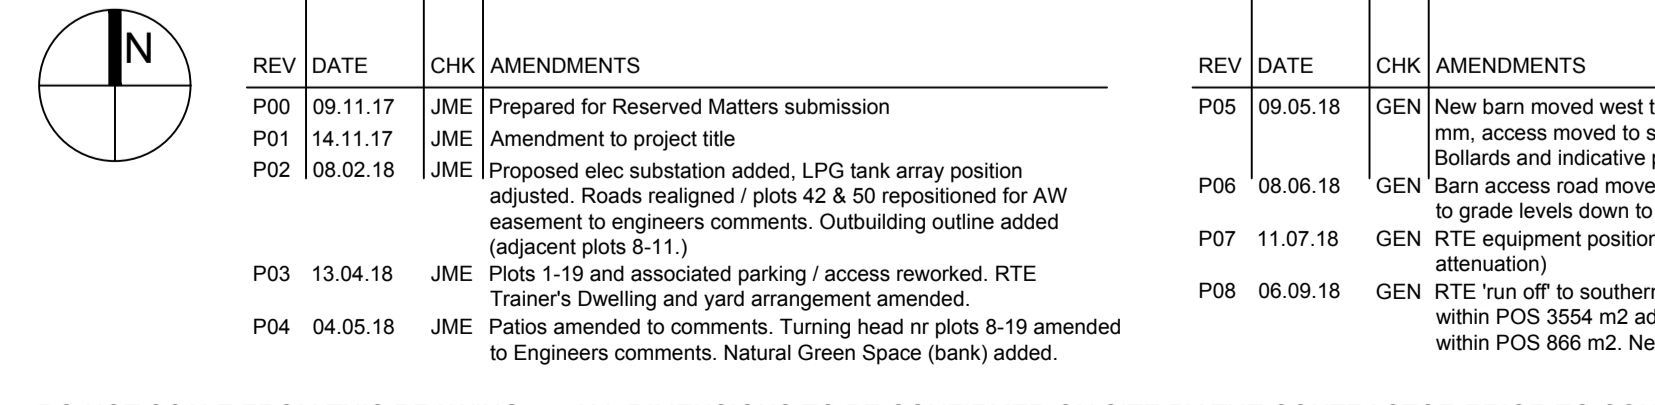 N
REV DATE CHK AMENDMENTS
P00 09.11.17 JME Prepared for Reserved Matters submission
P01 14.11.17 JME Amendment to project title
P02 08.02.18 JME Proposed elec substation added, LPG tank array position
adjusted. Roads realigned / plots 42 & 50 repositioned for AW
easement to engineers comments. Outbuilding outline added
(adjacent plots 8-11.)
P03 13.04.18 JME Plots 1-19 and associated parking / access reworked. RTE
Trainer's Dwelling and yard arrangement amended.
P04 04.05.18 JME Patios amended to comments. Turning head nr plots 8-19 amended
to Engineers comments. Natural Green Space (bank) added.
REV DATE CHK AMENDMENTS
P05 09.05.18 GEN New barn moved west
mm, access moved to
Bollards and indicative
P06 08.06.18 GEN Barn access road
to grade levels down to
P07 11.07.18 GEN RTE equipment
attenuation)
P08 06.09.18 GEN RTE 'run off' to
within POS 3554 m2
within POS 866 m2.